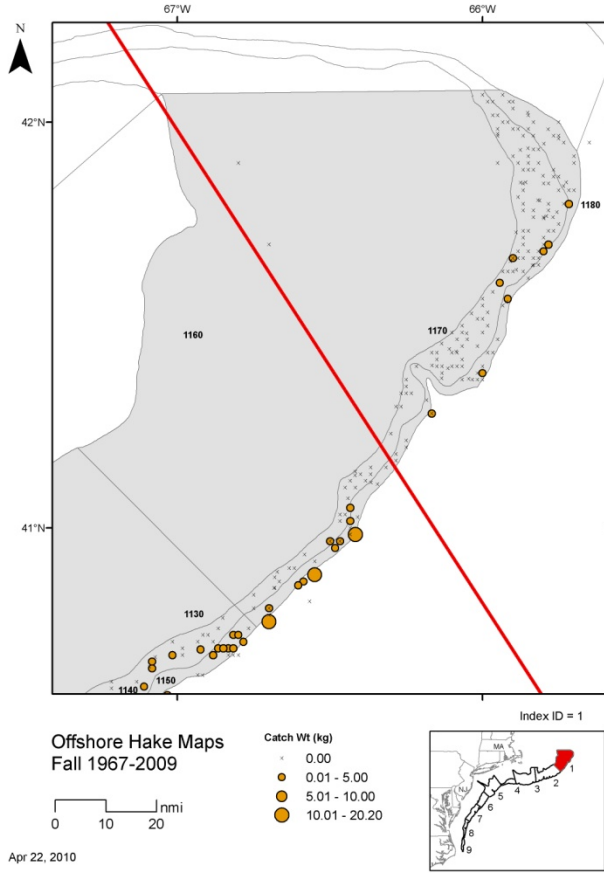 67°W
66°W
N
42°N
1180
1170
1160
41°N
1130
1150
1140
Index ID = 1
Offshore Hake Maps
Fall 1967-2009
0 10 20
nmi
Catch Wt (kg)
0.00
0.01 - 5.00
5.01 - 10.00
10.01 - 20.20
MA
NJ
1
2
3
4
5
6
7
8
9
Apr 22, 2010